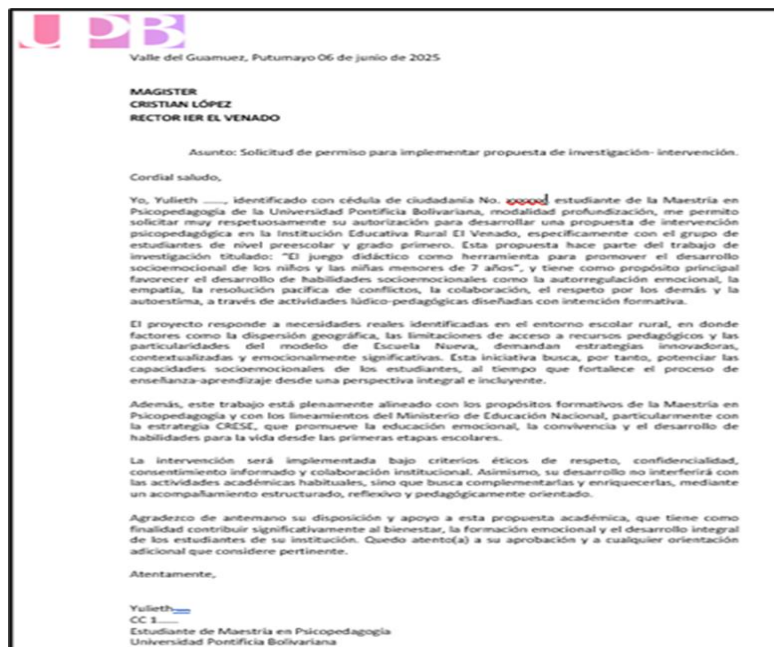 UPB
Valle del Guamuez, Putumayo 06 de junio de 2025
MAGISTER
CRISTIAN LÓPEZ
RECTOR IER EL VENADO
Asunto: Solicitud de permiso para implementar propuesta de investigación- intervención.
Cordial saludo,
Yo, Yulieth ......, identificado con cédula de ciudadanía No. xxxxxx, estudiante de la Maestría en
Psicopedagogía de la Universidad Pontificia Bolivariana, modalidad profundización, me permito
solicitar muy respetuosamente su autorización para desarrollar una propuesta de intervención
psicopedagógica en la Institución Educativa Rural El Venado, específicamente con el grupo de
estudiantes de nivel preescolar y grado primero. Esta propuesta hace parte del trabajo de
investigación titulado: "El juego didáctico como herramienta para promover el desarrollo
socioemocional de los niños y las niñas menores de 7 años", y tiene como propósito principal
favorecer el desarrollo de habilidades socioemocionales como la autorregulación emocional, la
empatía, la resolución pacífica de conflictos, la colaboración, el respeto por los demás y la
autoestima, a través de actividades lúdico-pedagógicas diseñadas con intención formativa.
El proyecto responde a necesidades reales identificadas en el entorno escolar rural, en donde
factores como la dispersión geográfica, las limitaciones de acceso a recursos pedagógicos y las
particularidades del modelo de Escuela Nueva, demandan estrategias innovadoras,
contextualizadas y emocionalmente significativas. Esta iniciativa busca, por tanto, potenciar las
capacidades socioemocionales de los estudiantes, al tiempo que fortalece el proceso de
enseñanza-aprendizaje desde una perspectiva integral e incluyente.
Además, este trabajo está plenamente alineado con los propósitos formativos de la Maestría en
Psicopedagogía y con los lineamientos del Ministerio de Educación Nacional, particularmente con
la estrategia CRESE, que promueve la educación emocional, la convivencia y el desarrollo de
habilidades para la vida desde las primeras etapas escolares.
La intervención será implementada bajo criterios éticos de respeto, confidencialidad,
consentimiento informado y colaboración institucional. Asimismo, su desarrollo no interferirá con
las actividades académicas habituales, sino que busca complementarlas y enriquecerlas, mediante
un acompañamiento estructurado, reflexivo y pedagógicamente orientado.
Agradezco de antemano su disposición y apoyo a esta propuesta académica, que tiene como
finalidad contribuir significativamente al bienestar, la formación emocional y el desarrollo integral
de los estudiantes de su institución. Quedo atento(a) a su aprobación y a cualquier orientación
adicional que considere pertinente.
Atentamente,
Yulieth
CC 1......
Estudiante de Maestría en Psicopedagogía
Universidad Pontificia Bolivariana